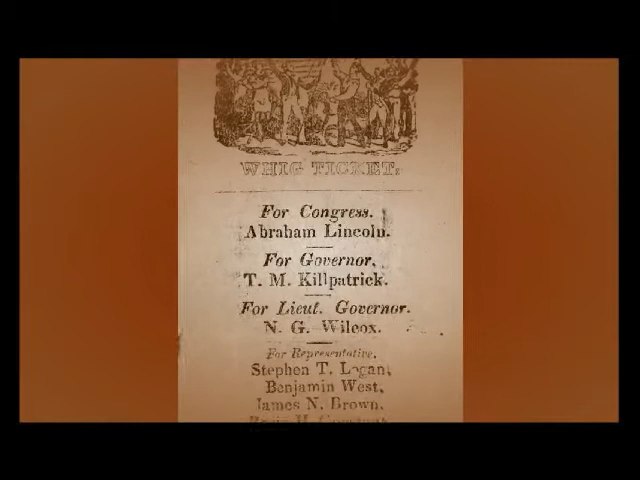 WHIG TICKET.
For Congress.
Abraham Lincoln.
For Governor,
T. M. Killpatrick.
For Lieut. Governor.
N. G. Wilcox.
For Representative,
Stephen T. Logan,
Benjamin West,
James N. Brown,